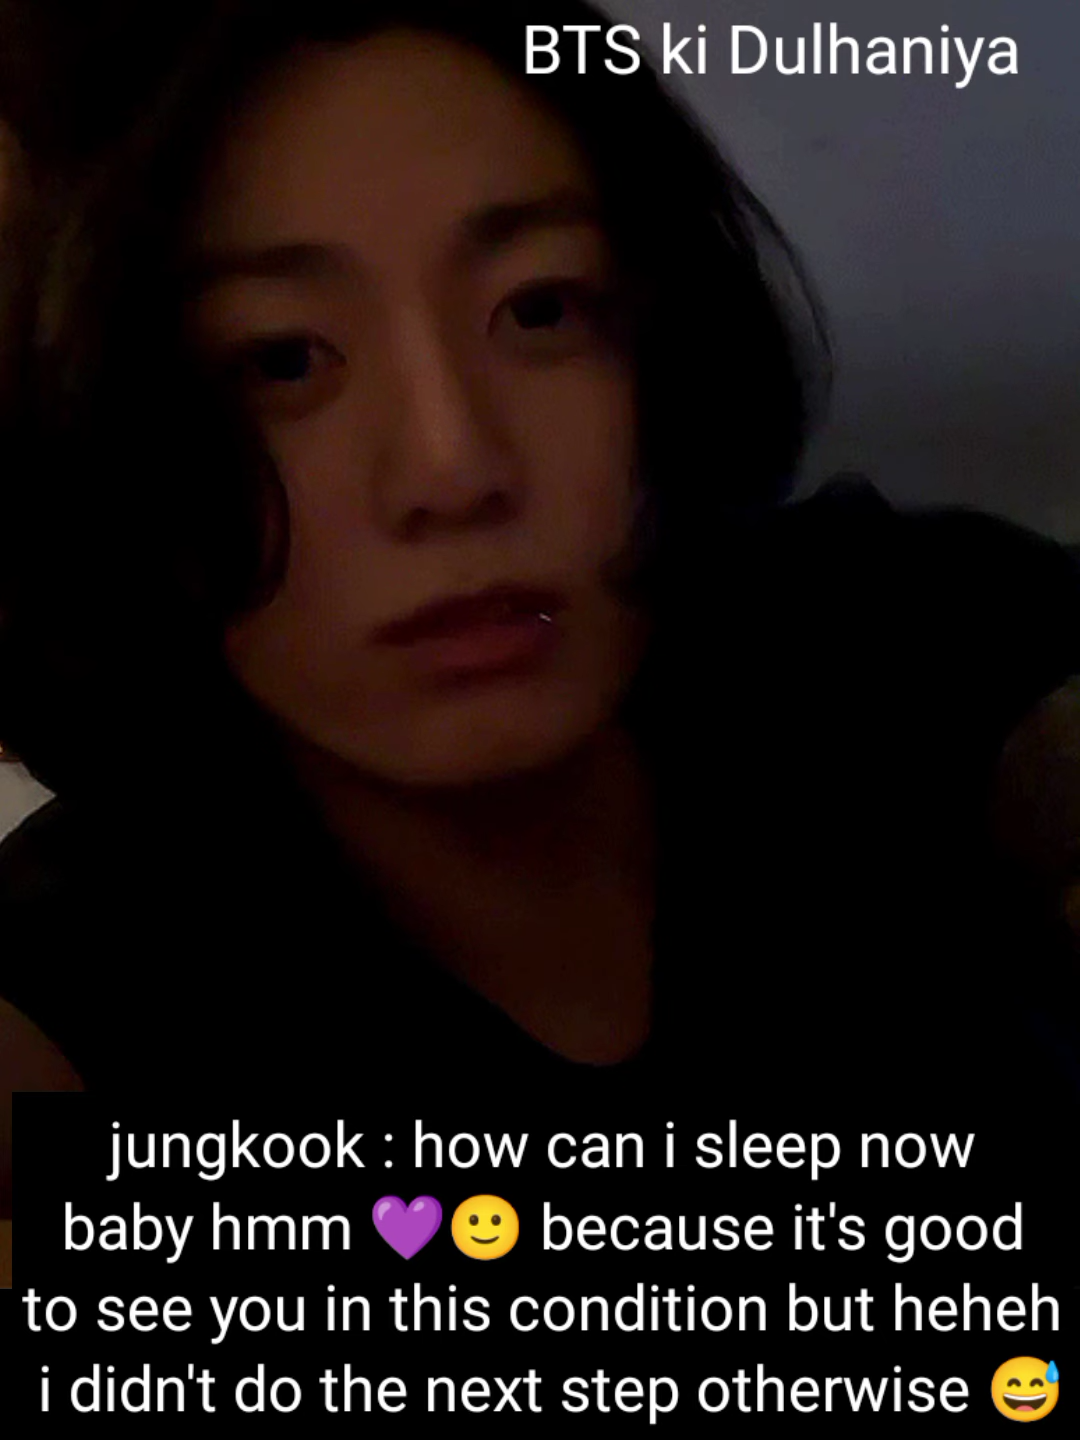 BTS ki Dulhaniya
jungkook : how can i sleep now
baby hmm 💜🙂 because it's good
to see you in this condition but heheh
i didn't do the next step otherwise 😅